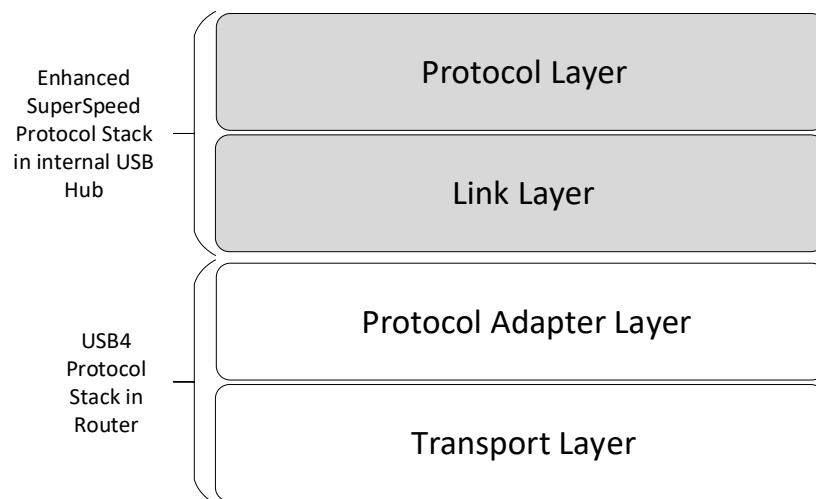 Enhanced
SuperSpeed
Protocol Stack
in internal USB
Hub
Protocol Layer
Link Layer
USB4
Protocol
Stack in
Router
Protocol Adapter Layer
Transport Layer